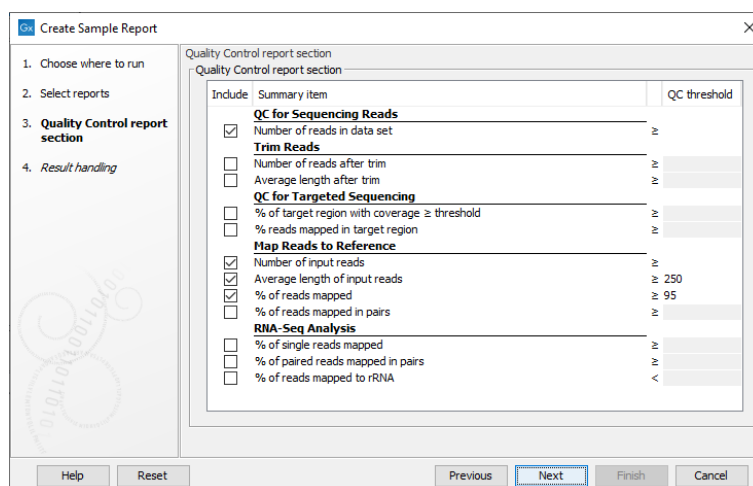 Gx Create Sample Report
1. Choose where to run
2. Select reports
3. Quality Control report section
4. Result handling
Quality Control report section
Quality Control report section
Include Summary item QC threshold
QC for Sequencing Reads
Number of reads in data set ≥
Trim Reads
Number of reads after trim ≥
Average length after trim ≥
QC for Targeted Sequencing
% of target region with coverage ≥ threshold ≥
% reads mapped in target region ≥
Map Reads to Reference
Number of input reads ≥
Average length of input reads ≥ 250
% of reads mapped ≥ 95
% of reads mapped in pairs ≥
RNA-Seq Analysis
% of single reads mapped ≥
% of paired reads mapped in pairs ≥
% of reads mapped to rRNA <
Help Reset Previous Next Finish Cancel